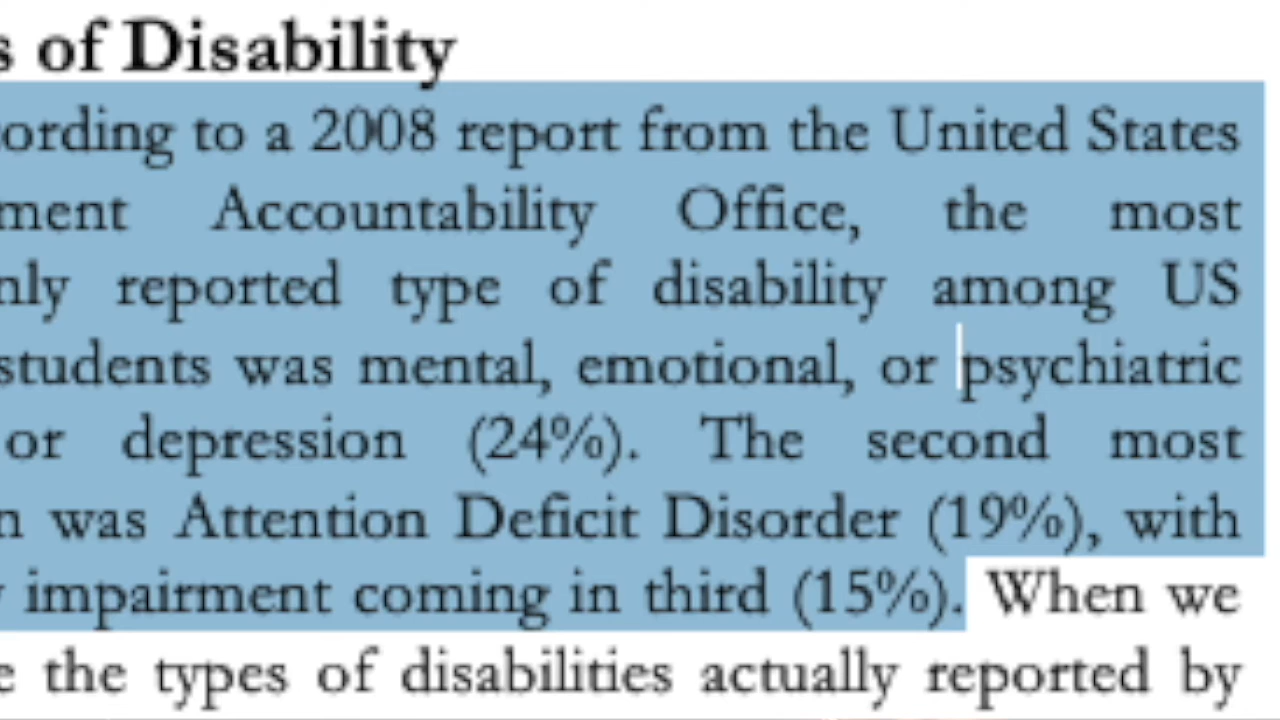 s of Disability
ording to a 2008 report from the United States
ment Accountability Office, the most
nly reported type of disability among US
students was mental, emotional, or psychiatric
or depression (24%). The second most
n was Attention Deficit Disorder (19%), with
y impairment coming in third (15%). When we
e the types of disabilities actually reported by